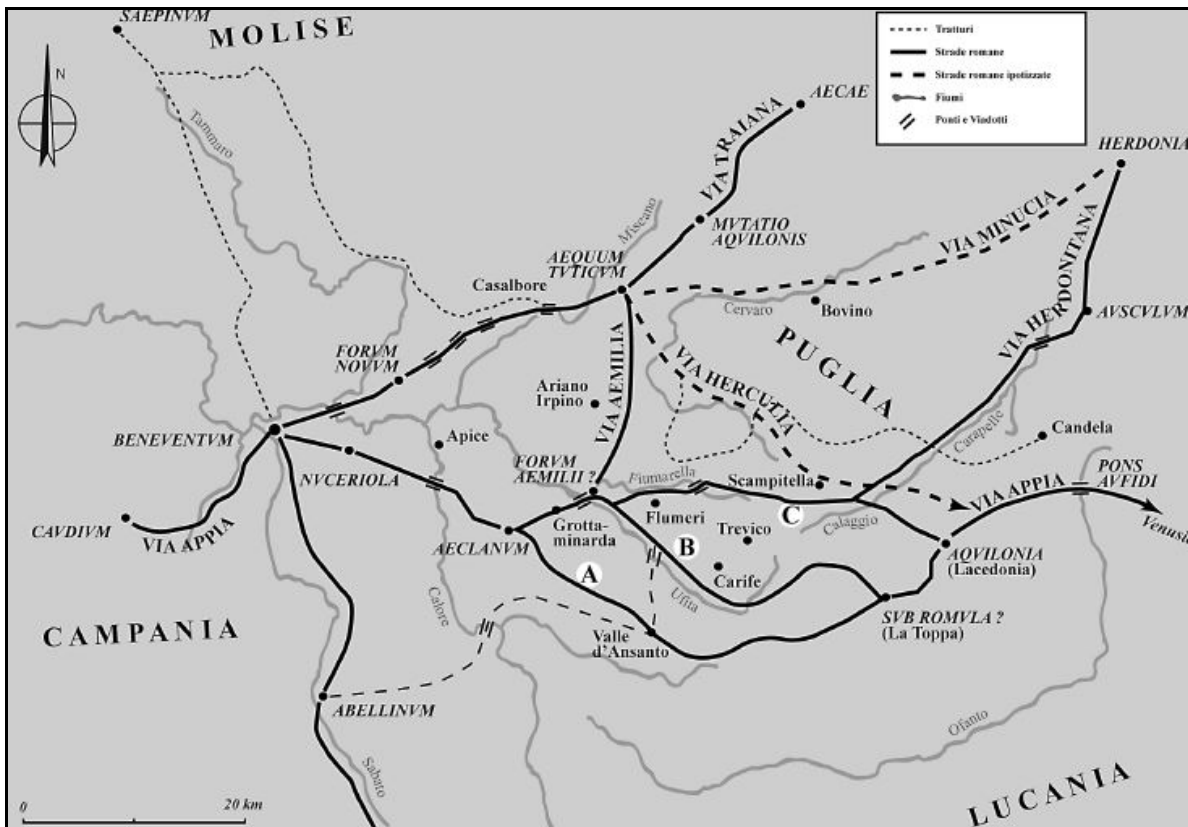 SAEPINVM
MOLISE
Tratturi
Strade romane
Strade romane ipotizzate
Fiumi
Ponti e Viadotti
N
Tammaro
AECAE
VIA TRAIANA
HERDONIA
Miscano
MVTATIO
AQVILONIS
VIA MINUCIA
AEQUUM
TVTICVM
Casalbore
Cervaro
Bovino
VIA HERDONITANA
AVSCVLVM
PUGLIA
FORVM
NOVVM
VIA AEMILIA
VIA HERCULIA
Ariano
Irpino
BENEVENTVM
Apice
Carapelle
Candela
NVCERIOLA
FORVM
AEMILII ?
Fiumarella
Scampitella
PONS
AVFIDI
VIA APPIA
Venusia
CAVDIVM
VIA APPIA
Grotta-
minarda
Flumeri
C
Calaggio
AECLANVM
Trevico
B
AQVILONIA
(Lacedonia)
A
Carife
Ufita
Calore
CAMPANIA
Valle
d'Ansanto
SVB ROMVLA ?
(La Toppa)
ABELLINVM
Ofanto
Sabato
LUCANIA
0
20 km